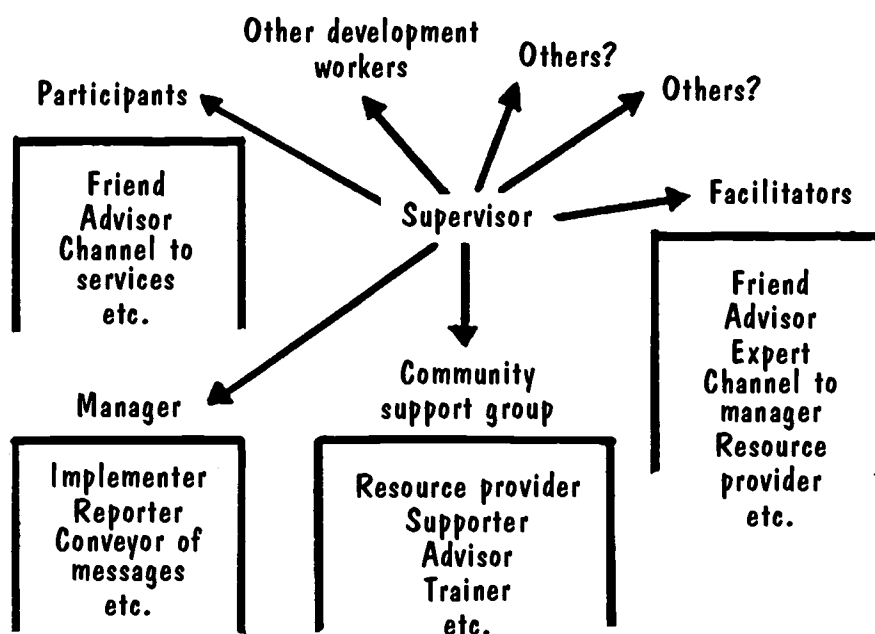 Other development
workers
Others?
Others?
Participants
Friend
Advisor
Channel to
services
etc.
Supervisor
Facilitators
Friend
Advisor
Expert
Channel to
manager
Resource
provider
etc.
Manager
Implementer
Reporter
Conveyor of
messages
etc.
Community
support group
Resource provider
Supporter
Advisor
Trainer
etc.